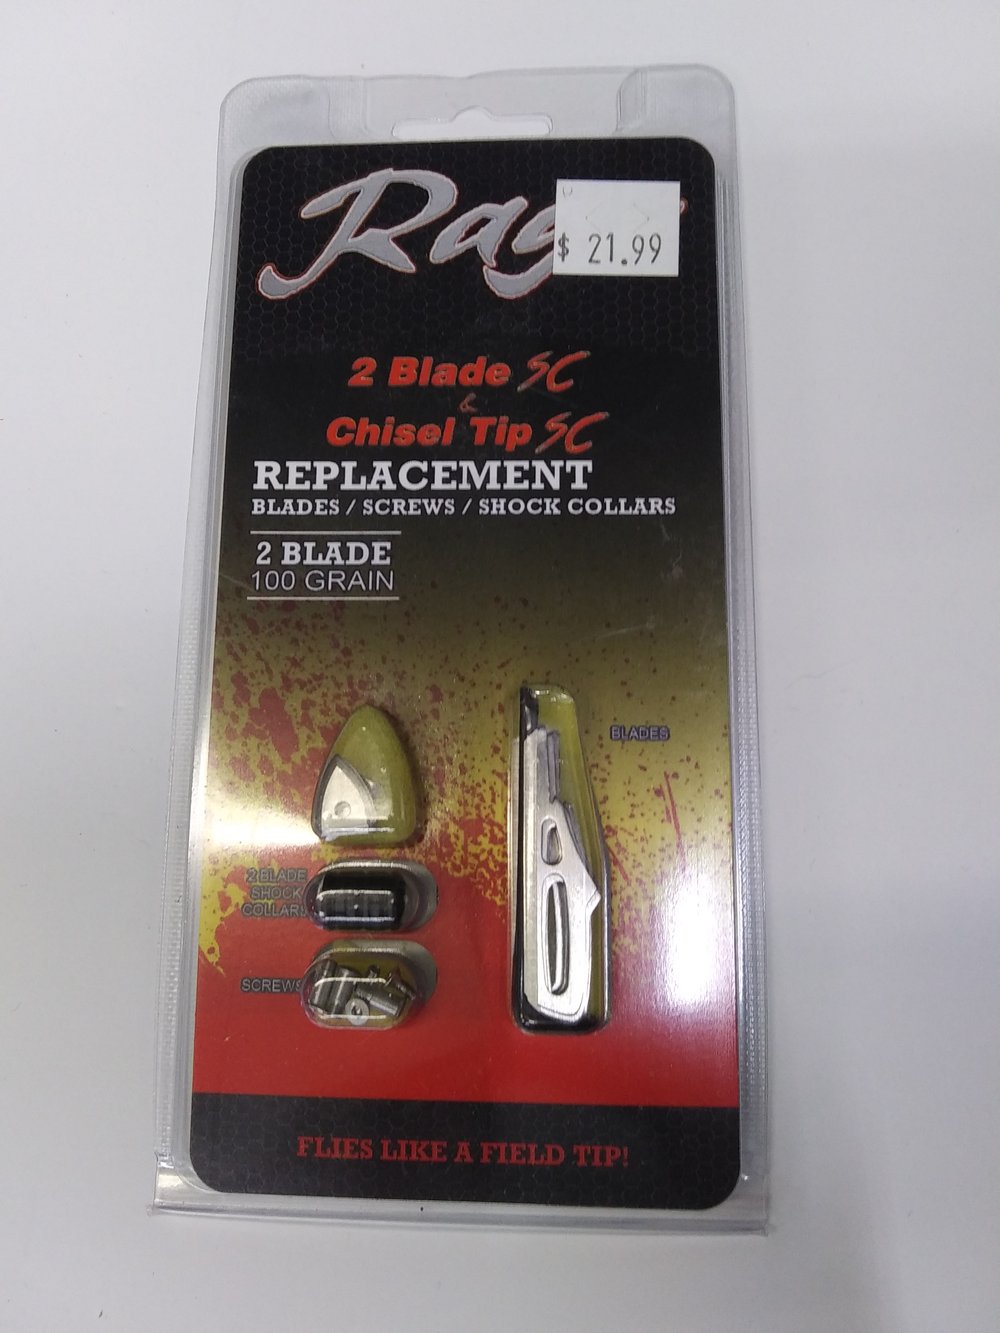 Rage
$ 21.99
2 Blade SC
&
Chisel Tip SC
REPLACEMENT
BLADES / SCREWS / SHOCK COLLARS
2 BLADE
100 GRAIN
BLADES
2 BLADE
SHOCK
COLLARS
SCREWS
FLIES LIKE A FIELD TIP!